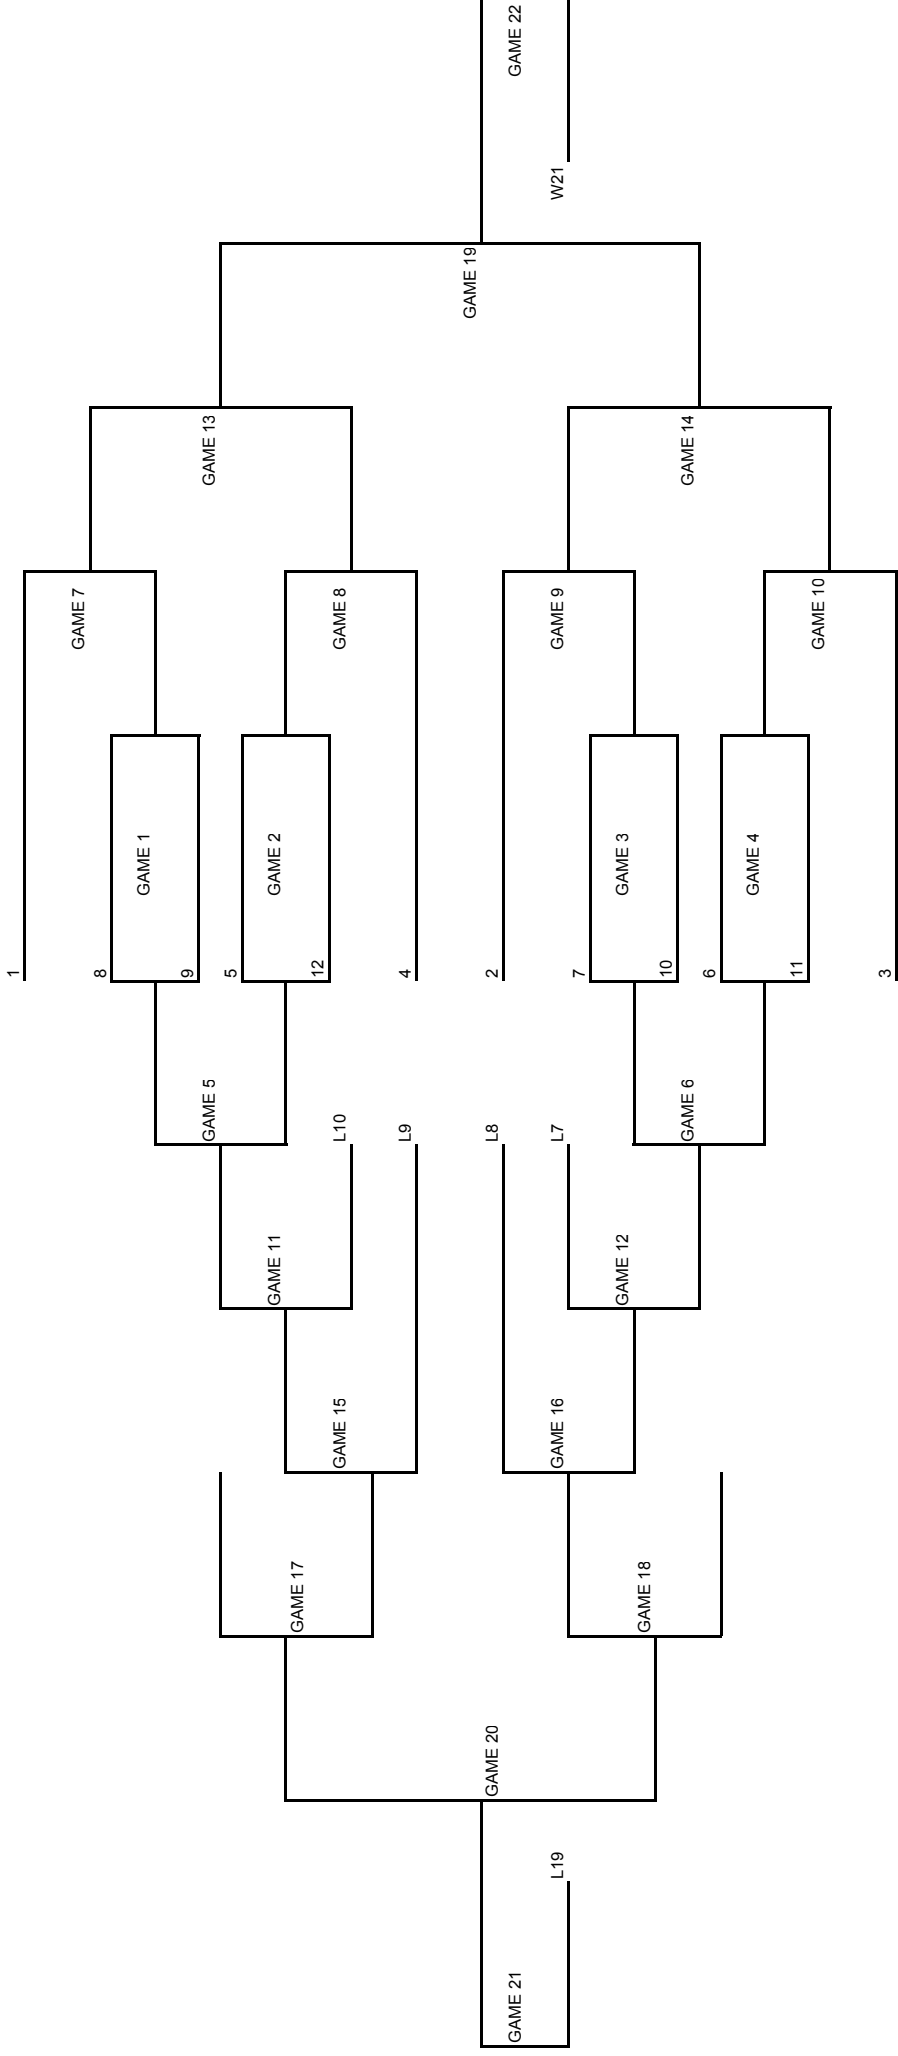 GAME 22
W21
GAME 19
GAME 13
GAME 14
GAME 7
GAME 8
GAME 9
GAME 10
GAME 1
GAME 2
GAME 3
GAME 4
1
8
9
5
12
4
2
7
10
6
11
3
GAME 5
L10
L9
L8
L7
GAME 6
GAME 11
GAME 12
GAME 15
GAME 16
GAME 17
GAME 18
GAME 20
L19
GAME 21